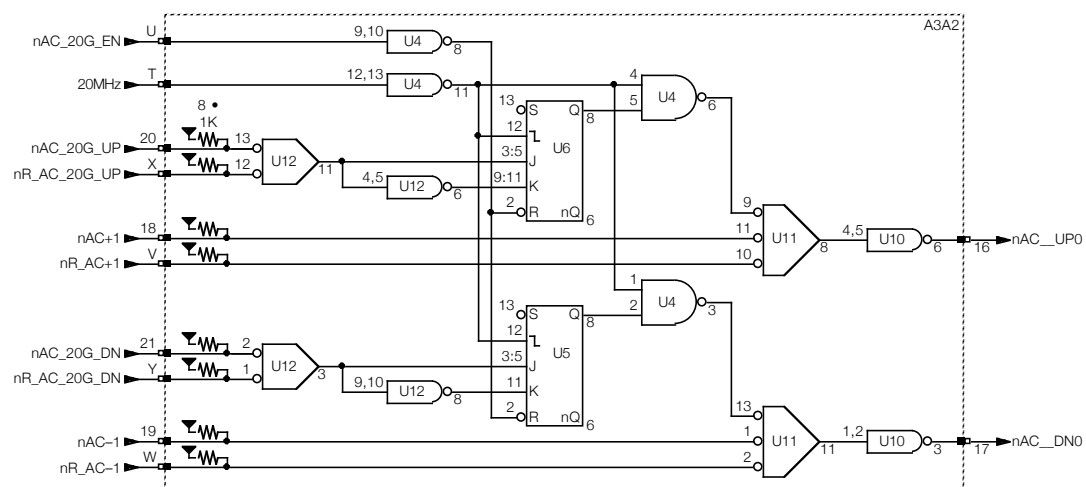 A3A2
nAC_20G_EN U 9,10 U4 8
20MHz T 12,13 U4 11
4 5 U4 6
8 •
1K
13 S Q 8
12
nAC_20G_UP 20 13
U12 11
nR_AC_20G_UP X 12
3:5 J U6
4,5 U12 6 9:11 K
2 R nQ 6
nAC+1 18
nR_AC+1 V
9
11 U11 8
10
4,5 U10 6 16 nAC__UP0
1 2 U4 3
13 S Q 8
12
U5
nAC_20G_DN 21 2
U12 3
nR_AC_20G_DN Y 1
3:5 J
9,10 U12 8 11 K
2 R nQ 6
nAC–1 19
nR_AC–1 W
13
1 U11 11
2
1,2 U10 3 17 nAC__DN0